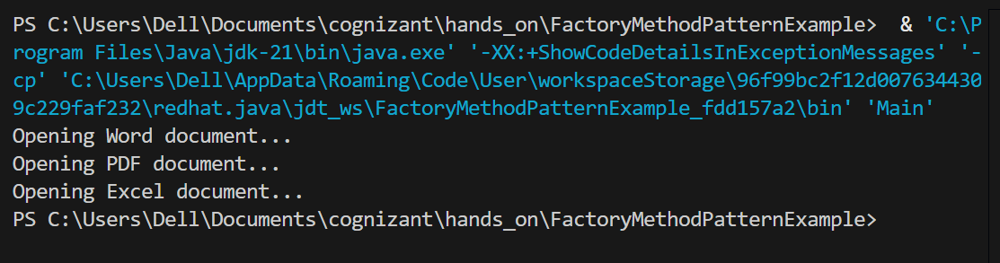 PS C:\Users\Dell\Documents\cognizant\hands_on\FactoryMethodPatternExample>  & 'C:\P
rogram Files\Java\jdk-21\bin\java.exe' '-XX:+ShowCodeDetailsInExceptionMessages' '-
cp' 'C:\Users\Dell\AppData\Roaming\Code\User\workspaceStorage\96f99bc2f12d007634430
9c229faf232\redhat.java\jdt_ws\FactoryMethodPatternExample_fdd157a2\bin' 'Main'
Opening Word document...
Opening PDF document...
Opening Excel document...
PS C:\Users\Dell\Documents\cognizant\hands_on\FactoryMethodPatternExample>